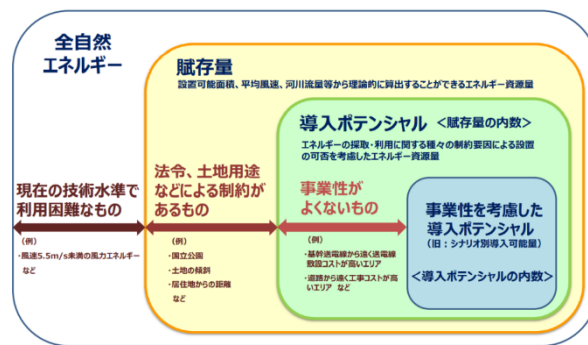 全自然
エネルギー
賦存量
設置可能面積、平均風速、河川流量等から理論的に算出することができるエネルギー資源量
導入ポテンシャル <賦存量の内数>
エネルギーの採取・利用に関する種々の制約要因による設置
の可否を考慮したエネルギー資源量
現在の技術水準で
利用困難なもの
(例)
・風速5.5m/s未満の風力エネルギー
など
法令、土地用途
などによる制約が
あるもの
(例)
・国立公園
・土地の傾斜
・居住地からの距離
など
事業性が
よくないもの
(例)
・基幹送電線から遠く送電線
敷設コストが高いエリア
・道路から遠く工事コストが高
いエリア など
事業性を考慮した
導入ポテンシャル
(旧:シナリオ別導入可能量)
<導入ポテンシャルの内数>